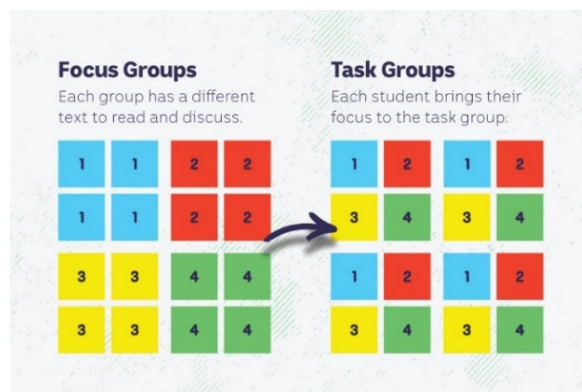 Focus Groups
Each group has a different
text to read and discuss.
1 1 2 2
1 1 2 2
3 3 4 4
3 3 4 4
Task Groups
Each student brings their
focus to the task group.
1 2 1 2
3 4 3 4
1 2 1 2
3 4 3 4